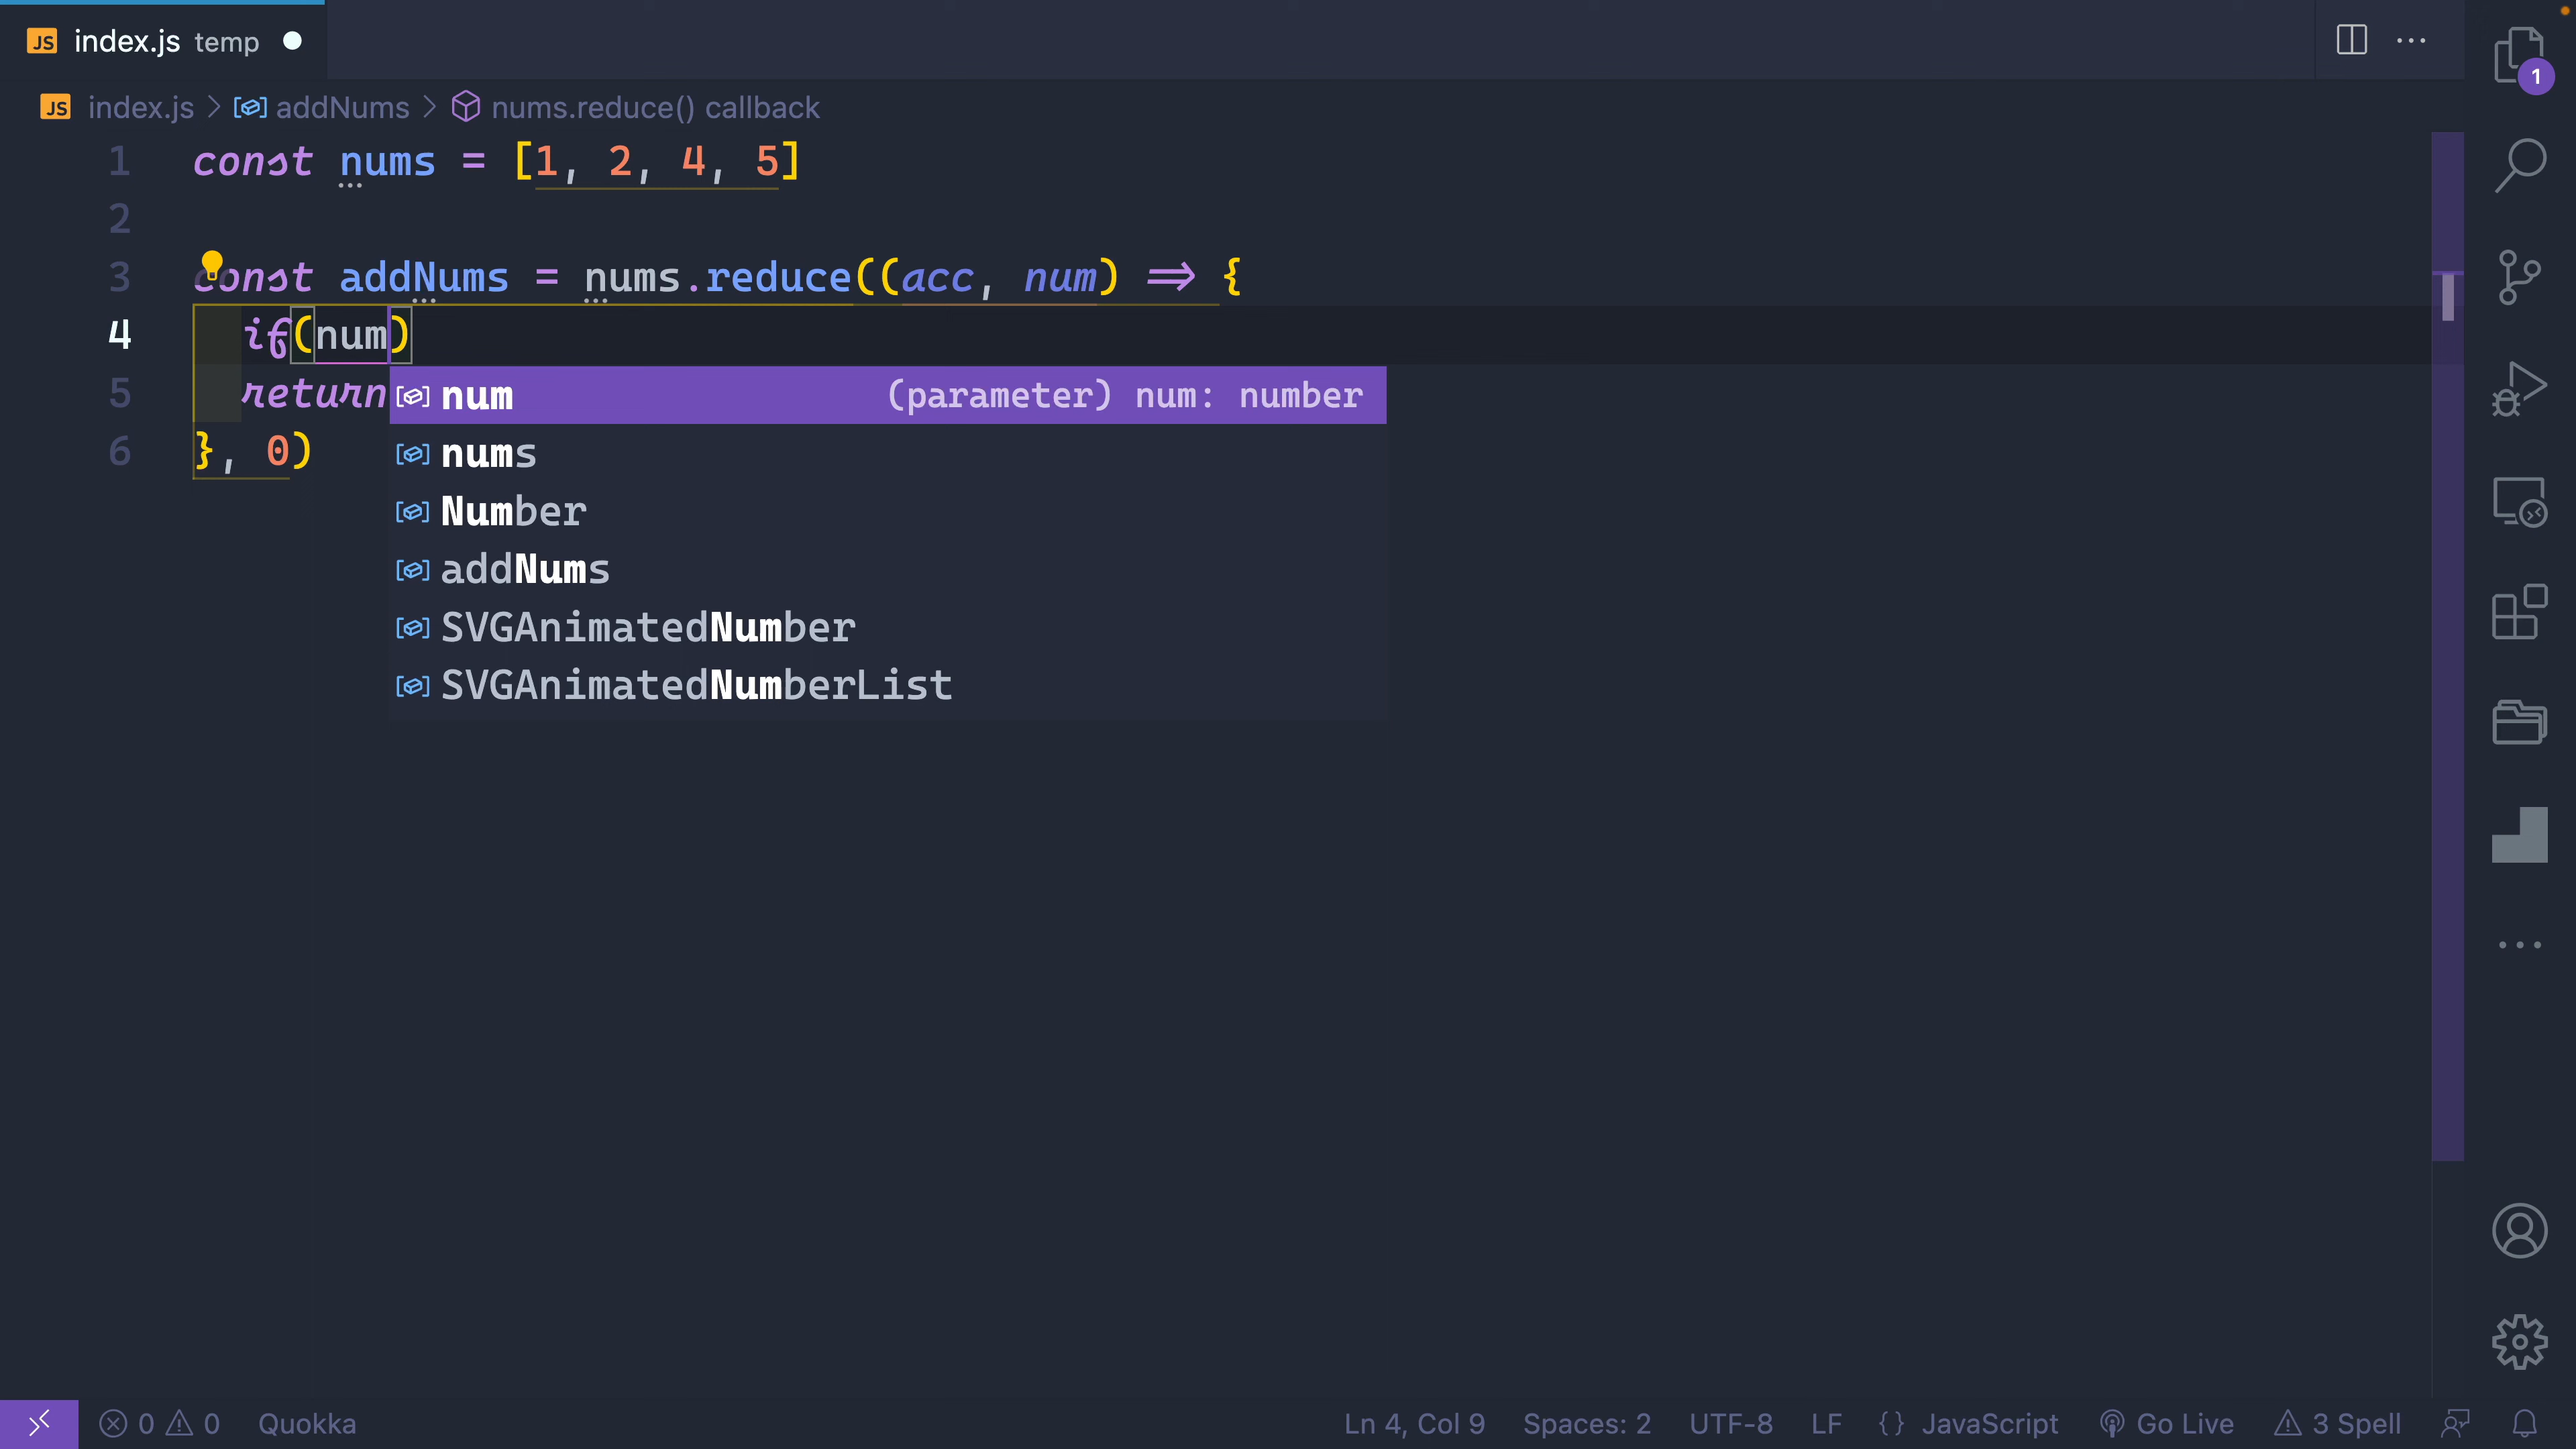 JS index.js temp
JS index.js > addNums > nums.reduce() callback
1
1 const nums = [1, 2, 4, 5]
2
3 const addNums = nums.reduce((acc, num) => {
4 if(num)
5 return
6 }, 0)
num (parameter) num: number
nums
Number
addNums
SVGAnimatedNumber
SVGAnimatedNumberList
0 0 Quokka Ln 4, Col 9 Spaces: 2 UTF-8 LF {} JavaScript Go Live 3 Spell